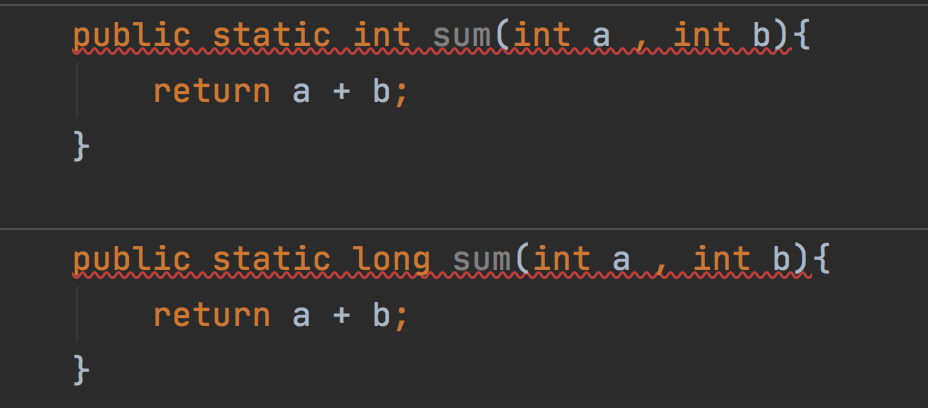 public static int sum(int a , int b){
return a + b;
}
public static long sum(int a , int b){
return a + b;
}